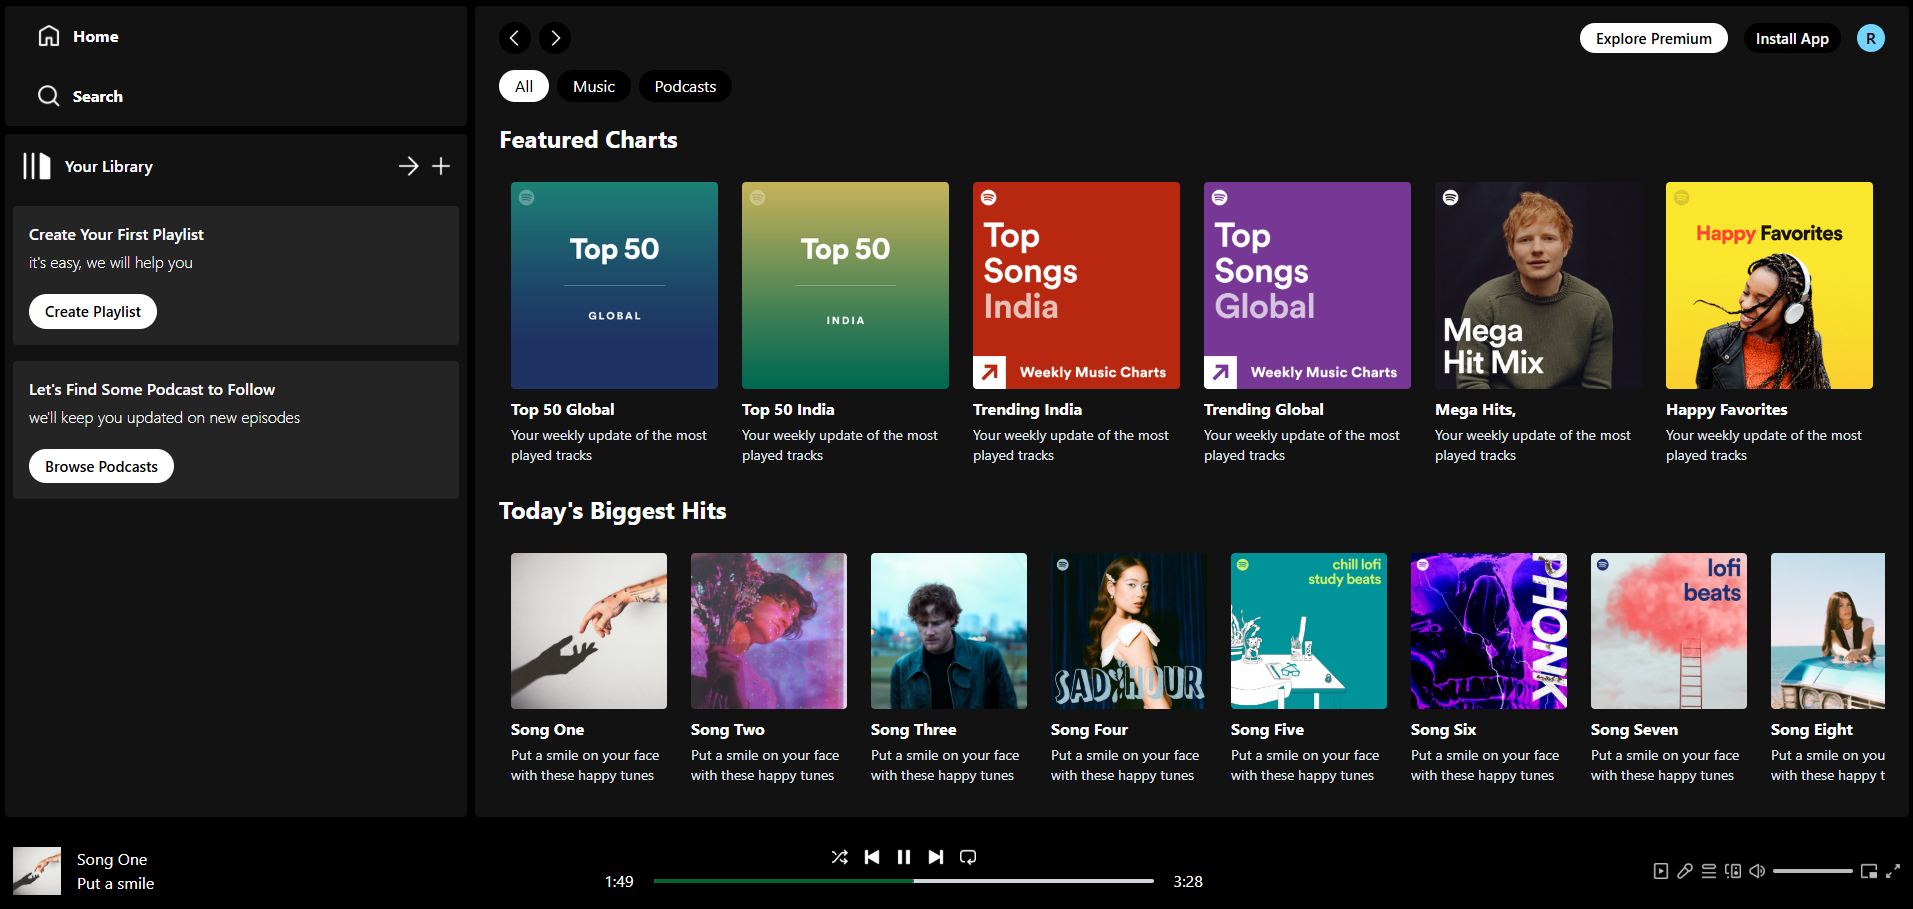 Home
Search
Your Library
Create Your First Playlist
it's easy, we will help you
Create Playlist
Let's Find Some Podcast to Follow
we'll keep you updated on new episodes
Browse Podcasts
Explore Premium
Install App
R
All
Music
Podcasts
Featured Charts
Top 50
GLOBAL
Top 50 Global
Your weekly update of the most
played tracks
Top 50
INDIA
Top 50 India
Your weekly update of the most
played tracks
Top
Songs
India
Weekly Music Charts
Trending India
Your weekly update of the most
played tracks
Top
Songs
Global
Weekly Music Charts
Trending Global
Your weekly update of the most
played tracks
Mega
Hit Mix
Mega Hits,
Your weekly update of the most
played tracks
Happy Favorites
Happy Favorites
Your weekly update of the most
played tracks
Today's Biggest Hits
Song One
Put a smile on your face
with these happy tunes
Song Two
Put a smile on your face
with these happy tunes
Song Three
Put a smile on your face
with these happy tunes
SAD HOUR
Song Four
Put a smile on your face
with these happy tunes
chill lofi
study beats
Song Five
Put a smile on your face
with these happy tunes
PHONK
Song Six
Put a smile on your face
with these happy tunes
lofi
beats
Song Seven
Put a smile on your face
with these happy tunes
Song Eight
Put a smile on you
with these happy t
Song One
Put a smile
1:49
3:28